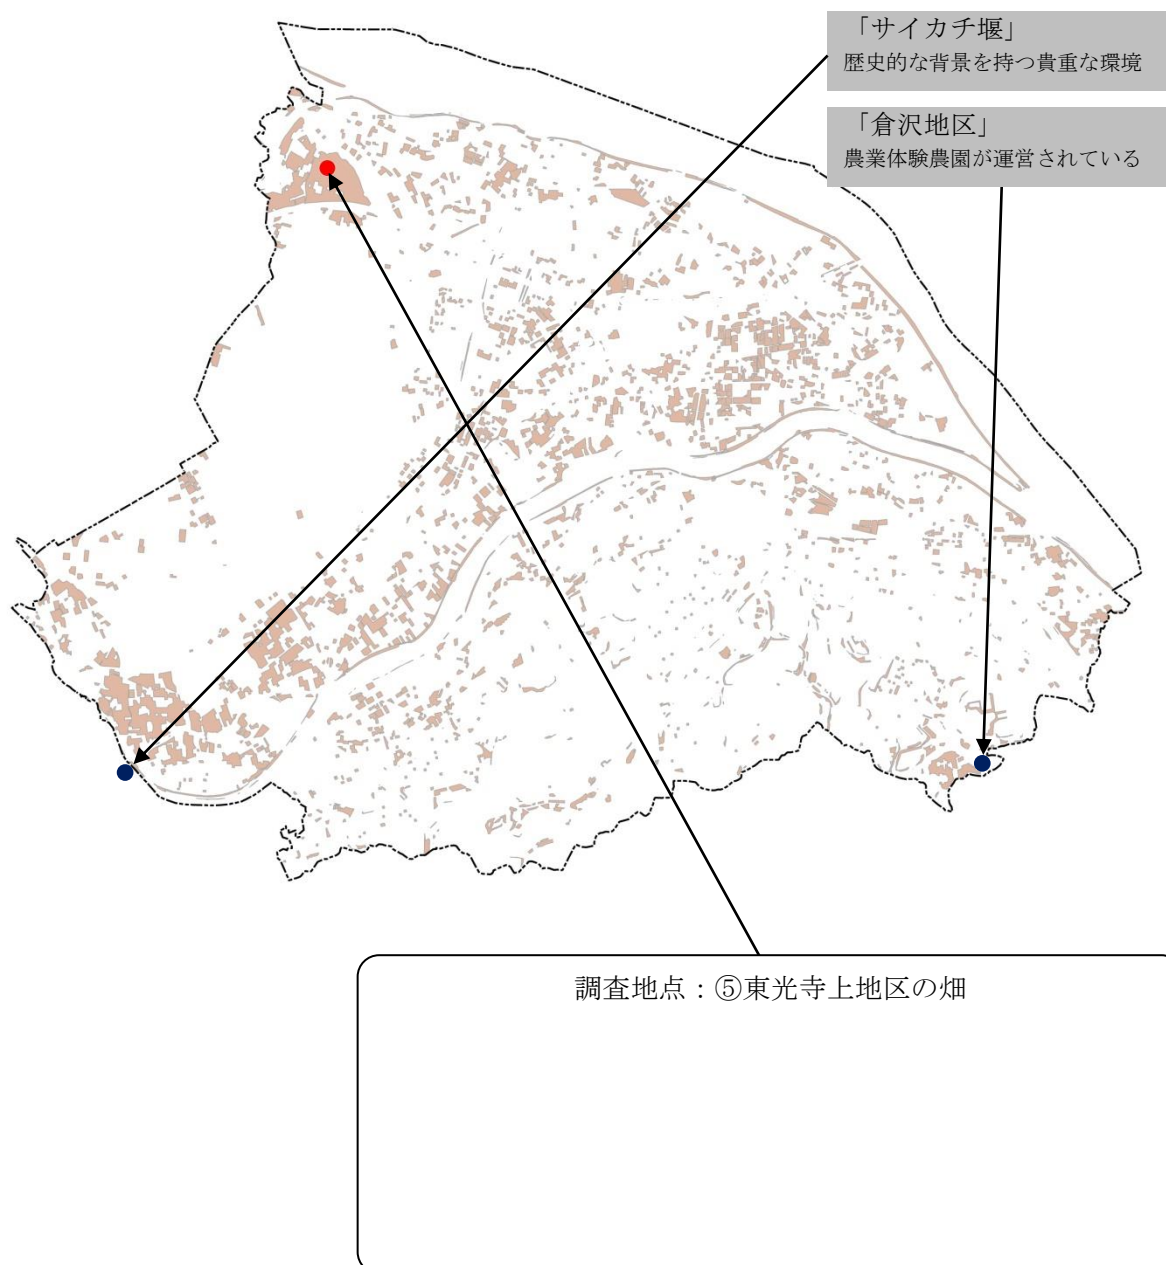 「サイカチ堰」
歴史的な背景を持つ貴重な環境
「倉沢地区」
農業体験農園が運営されている
調査地点：⑤東光寺上地区の畑